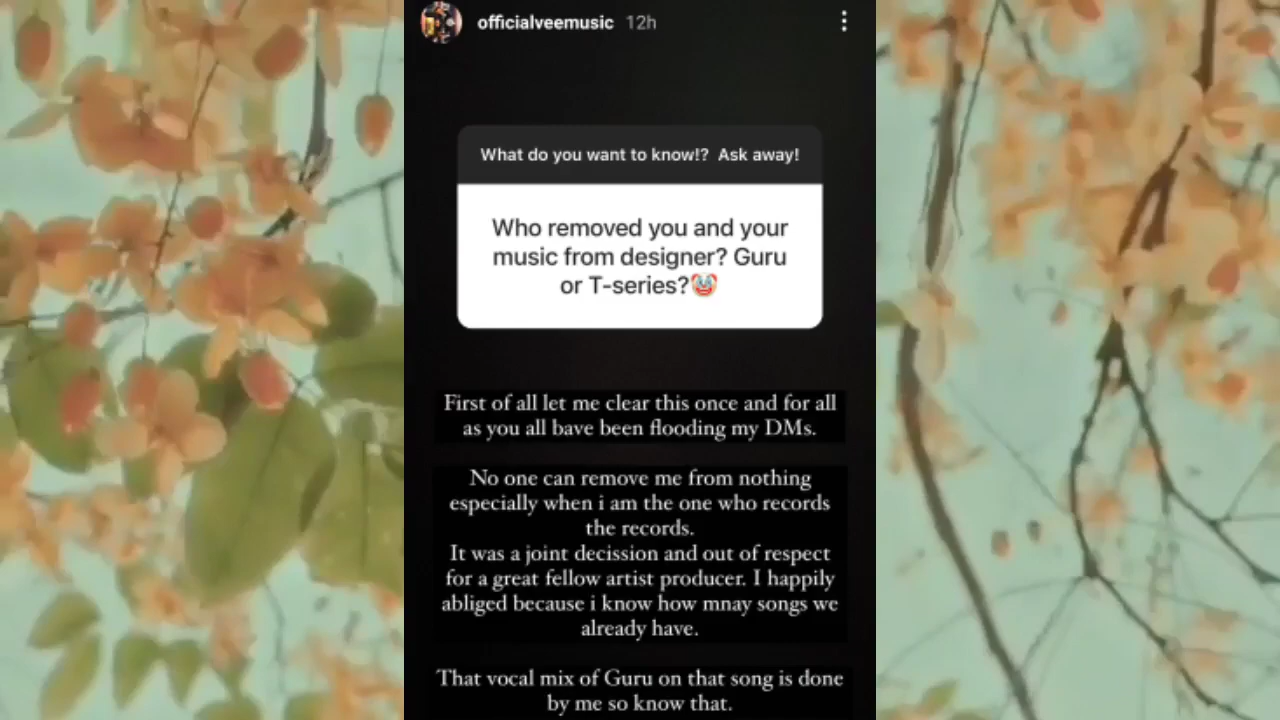 officialveemusic 12h
What do you want to know!? Ask away!
Who removed you and your
music from designer? Guru
or T-series?🤡
First of all let me clear this once and for all
as you all bave been flooding my DMs.
No one can remove me from nothing
especially when i am the one who records
the records.
It was a joint decission and out of respect
for a great fellow artist producer. I happily
abliged because i know how mnay songs we
already have.
That vocal mix of Guru on that song is done
by me so know that.